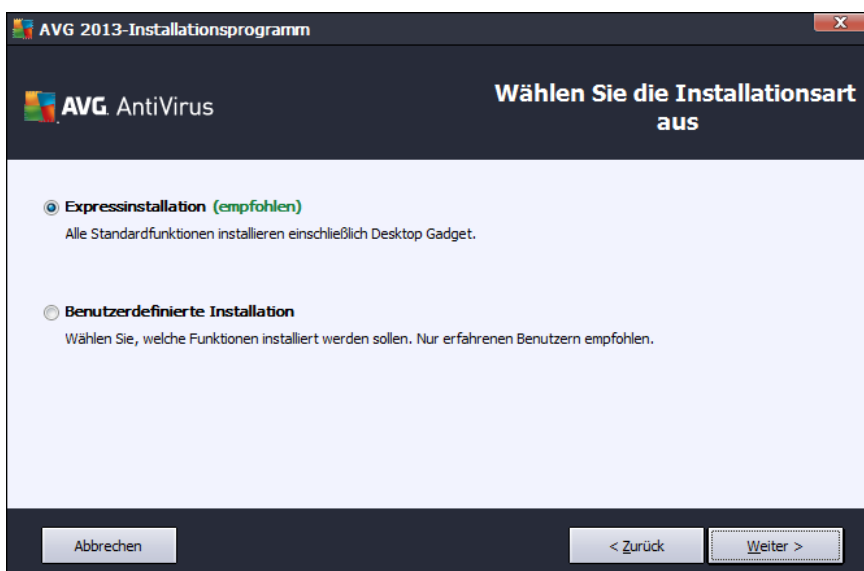 AVG 2013-Installationsprogramm
X
AVG. AntiVirus
Wählen Sie die Installationsart
aus
Expressinstallation (empfohlen)
Alle Standardfunktionen installieren einschließlich Desktop Gadget.
Benutzerdefinierte Installation
Wählen Sie, welche Funktionen installiert werden sollen. Nur erfahrenen Benutzern empfohlen.
Abbrechen
< Zurück
Weiter >